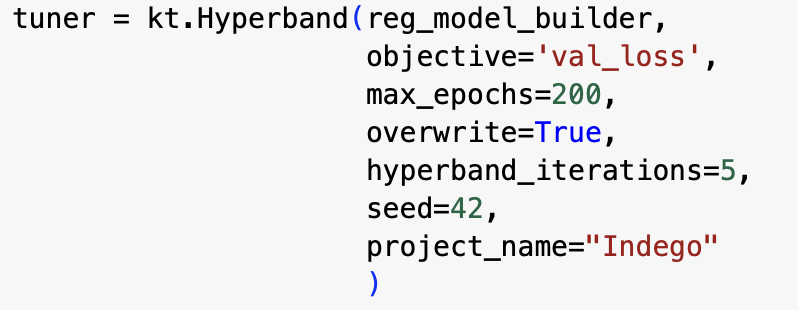 tuner = kt.Hyperband(reg_model_builder,
objective='val_loss',
max_epochs=200,
overwrite=True,
hyperband_iterations=5,
seed=42,
project_name="Indego"
)